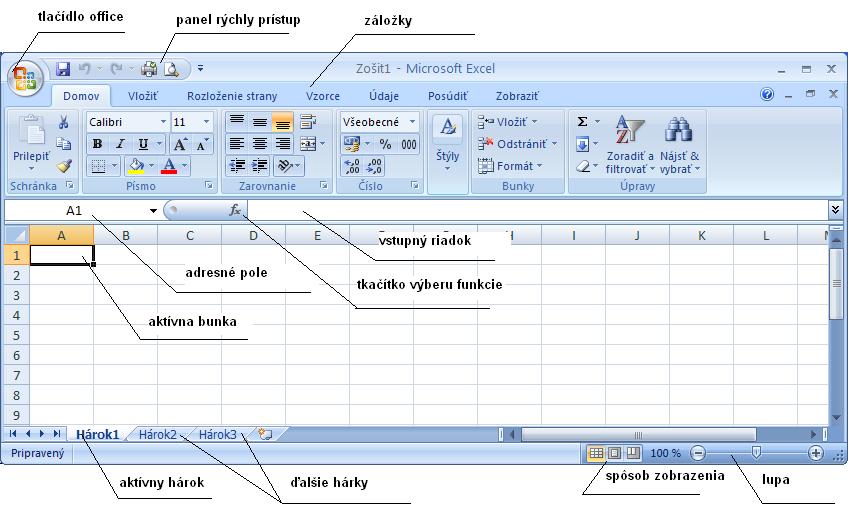 tlačídlo office
panel rýchly prístup
záložky
Zošit1 - Microsoft Excel
Domov Vložiť Rozloženie strany Vzorce Údaje Posúdiť Zobraziť
Prilepiť
Schránka
Calibri 11
B I U A A
A
Písmo
Zarovnanie
Všeobecné
% 000
,00 ,0
Číslo
A
Štýly
Vložiť
Odstrániť
Formát
Bunky
Σ
A
Z
Zoradiť a filtrovať
Nájsť & vybrať
Úpravy
A1
fx
vstupný riadok
A B C D E H I J K L
1
2
3
4
5
6
7
8
9
adresné pole
tkačítko výberu funkcie
aktívna bunka
Hárok1 Hárok2 Hárok3
Pripravený
100 %
aktívny hárok
ďalšie hárky
spôsob zobrazenia
lupa